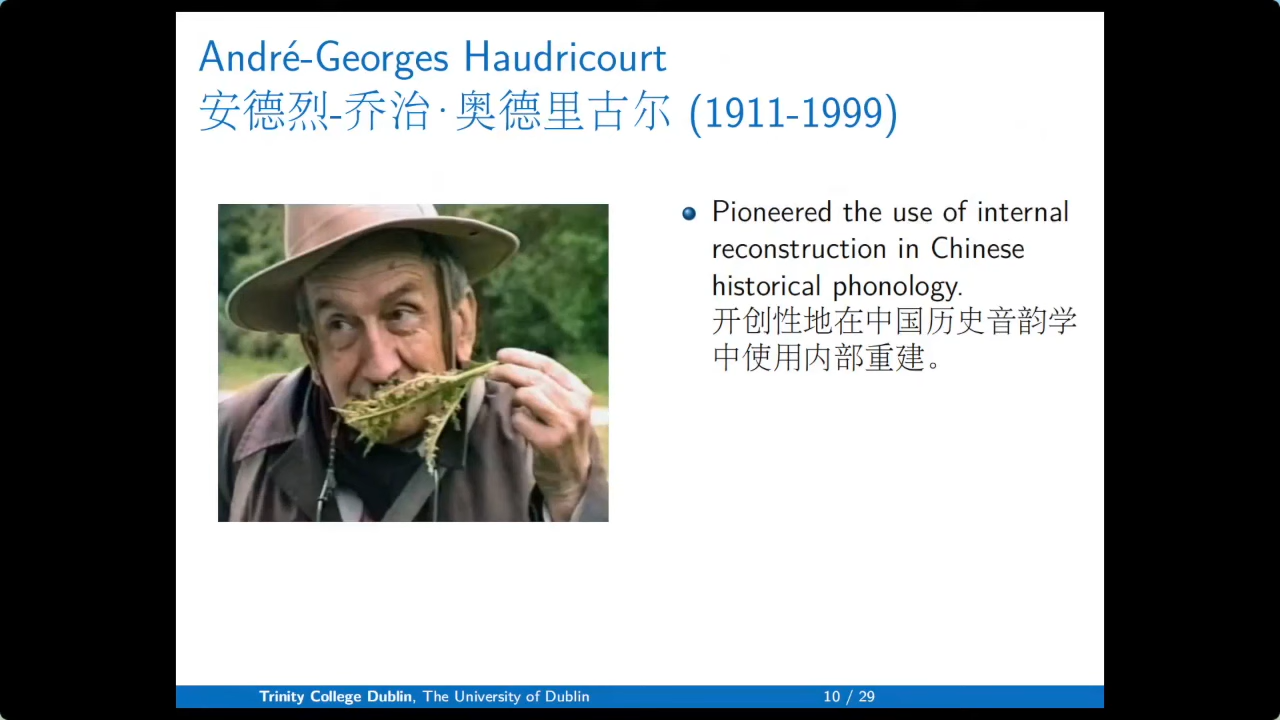 André-Georges Haudricourt
安德烈-乔治·奥德里古尔 (1911-1999)
Pioneered the use of internal
reconstruction in Chinese
historical phonology.
开创性地在中国历史音韵学
中使用内部重建。
Trinity College Dublin, The University of Dublin
10 / 29